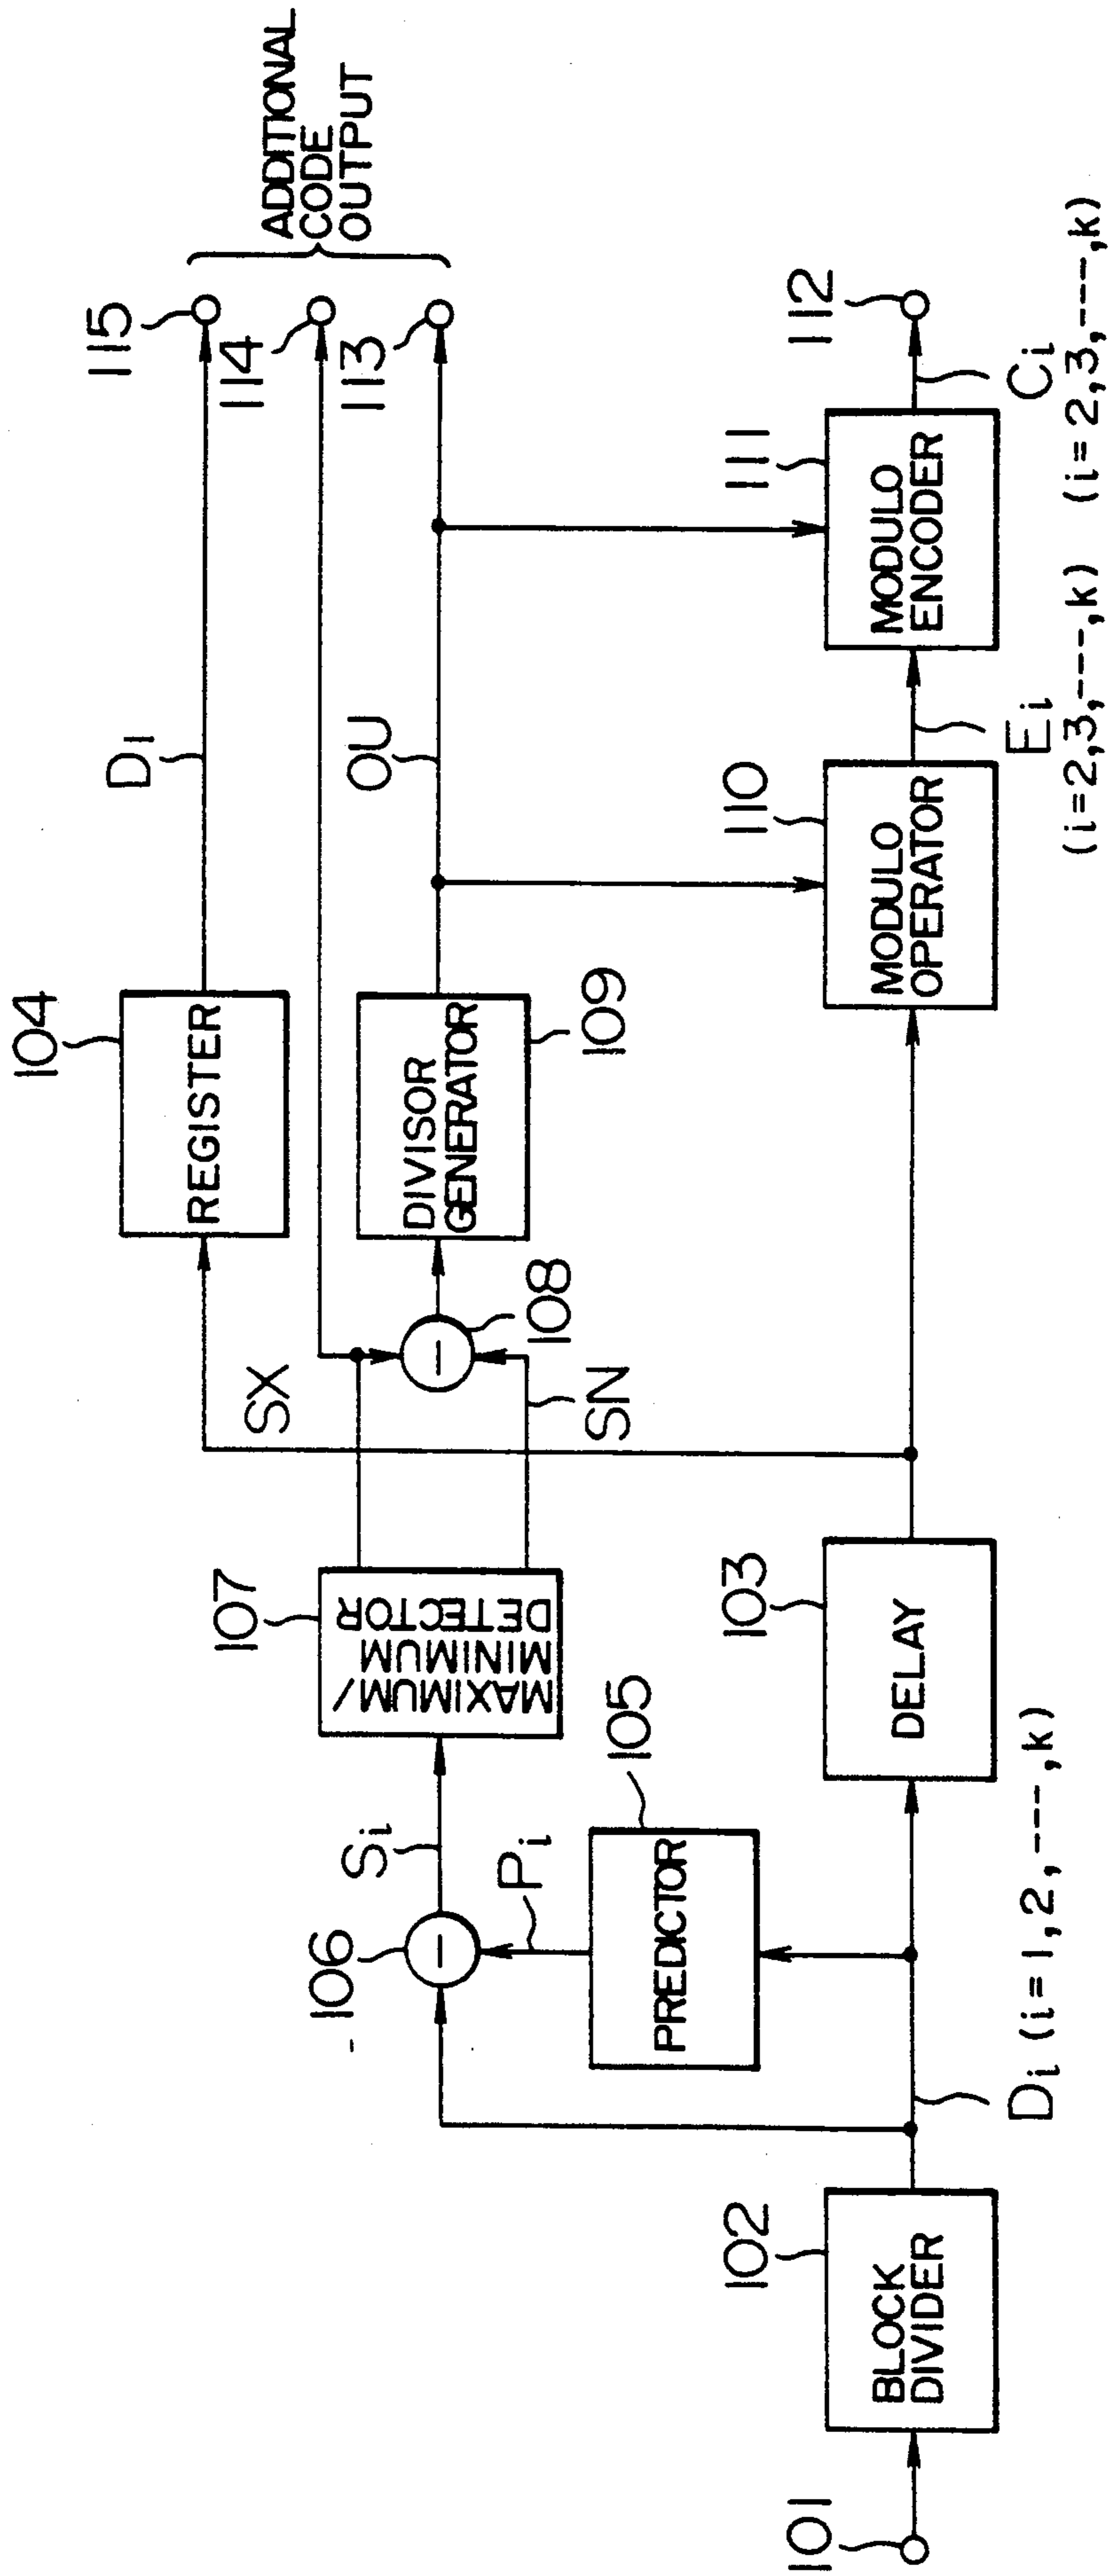 ADDITIONAL
CODE
OUTPUT
115
114
113
112
104
REGISTER
D1
SX
107
MAXIMUM/
MINIMUM
DETECTOR
SN
108
DIVISOR
GENERATOR
109
OU
106
Si
Pi
105
PREDICTOR
101
102
BLOCK
DIVIDER
Di (i=1,2,---,k)
103
DELAY
110
MODULO
OPERATOR
Ei
(i=2,3,---,k)
111
MODULO
ENCODER
Ci
(i=2,3,---,k)